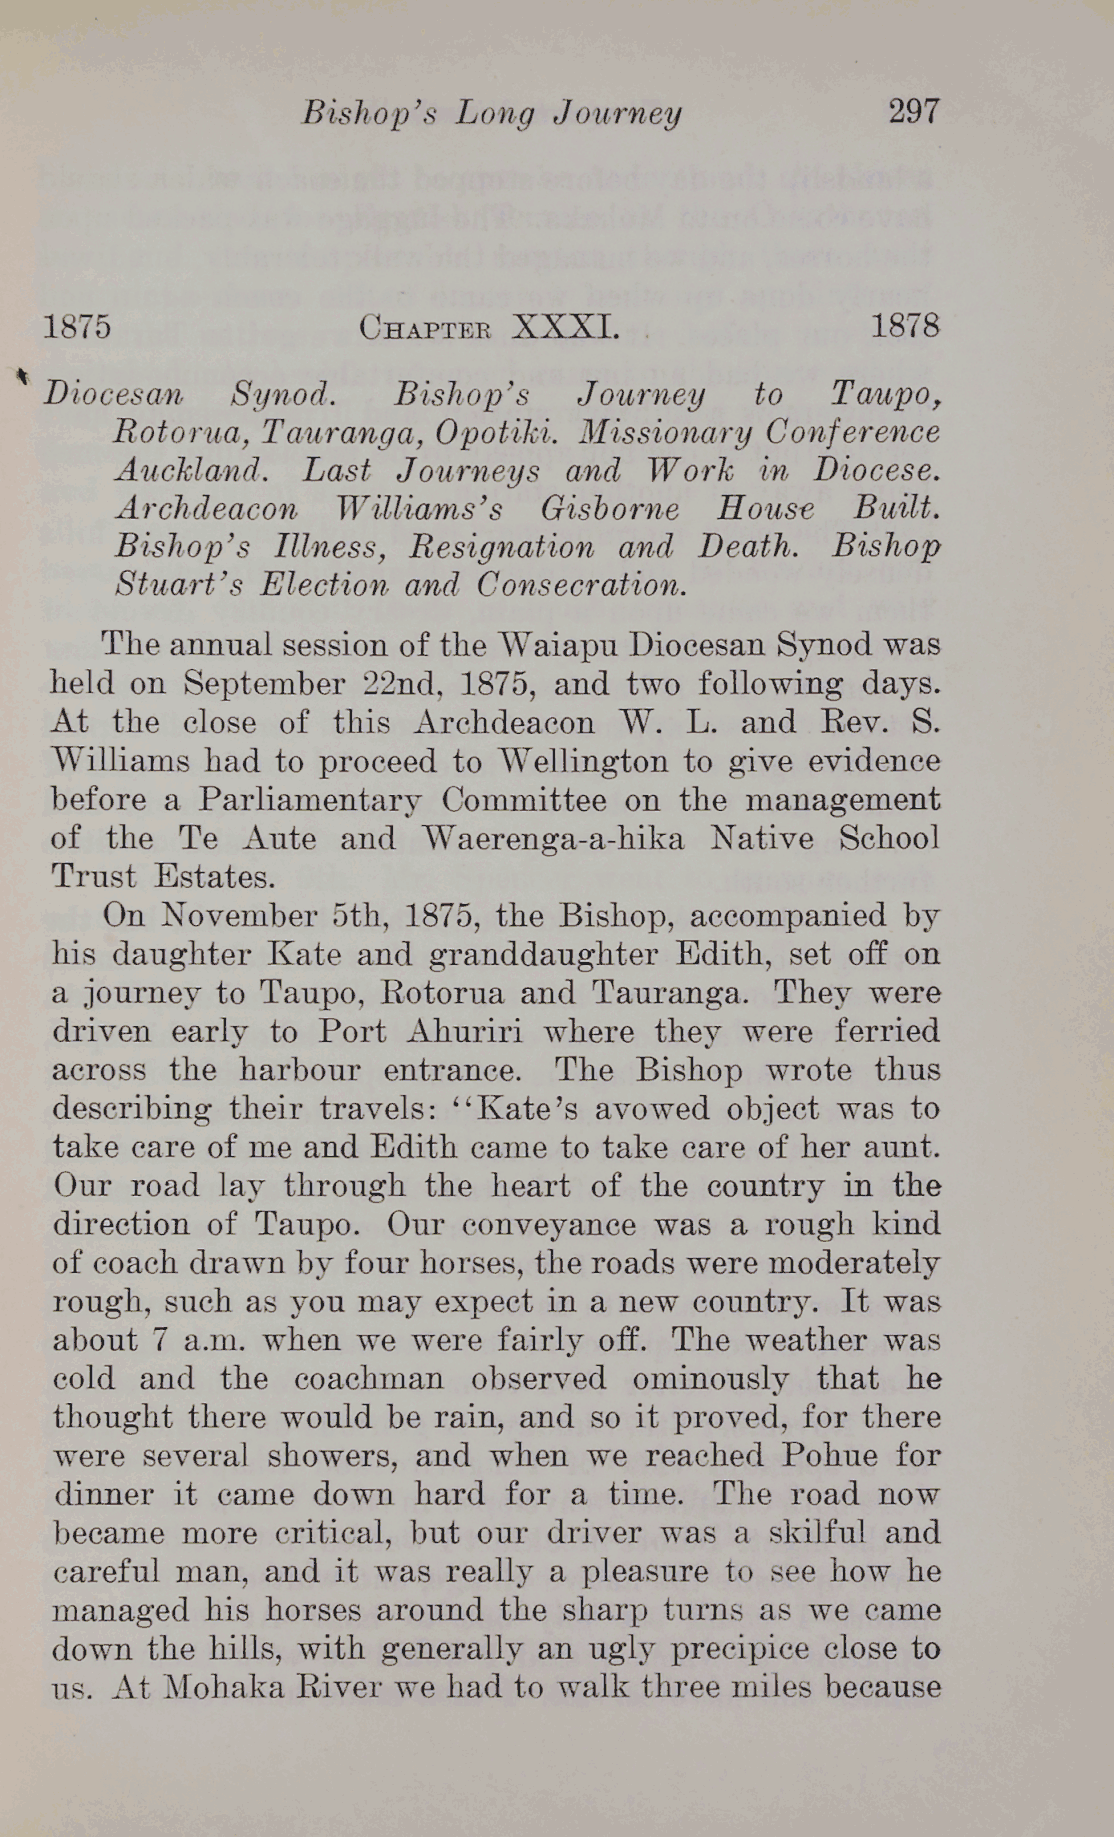 Bishop's Long Journey 297
1875 CHAPTER XXXI. 1878
Diocesan Synod. Bishop's Journey to Taupo,
Rotorua, Tauranga, Opotiki. Missionary Conference
Auckland. Last Journeys and Work in Diocese.
Archdeacon Williams's Gisborne House Built.
Bishop's Illness, Resignation and Death. Bishop
Stuart's Election and Consecration.
The annual session of the Waiapu Diocesan Synod was
held on September 22nd, 1875, and two following days.
At the close of this Archdeacon W. L. and Rev. S.
Williams had to proceed to Wellington to give evidence
before a Parliamentary Committee on the management
of the Te Aute and Waerenga-a-hika Native School
Trust Estates.
On November 5th, 1875, the Bishop, accompanied by
his daughter Kate and granddaughter Edith, set off on
a journey to Taupo, Rotorua and Tauranga. They were
driven early to Port Ahuriri where they were ferried
across the harbour entrance. The Bishop wrote thus
describing their travels: "Kate's avowed object was to
take care of me and Edith came to take care of her aunt.
Our road lay through the heart of the country in the
direction of Taupo. Our conveyance was a rough kind
of coach drawn by four horses, the roads were moderately
rough, such as you may expect in a new country. It was
about 7 a.m. when we were fairly off. The weather was
cold and the coachman observed ominously that he
thought there would be rain, and so it proved, for there
were several showers, and when we reached Pohue for
dinner it came down hard for a time. The road now
became more critical, but our driver was a skilful and
careful man, and it was really a pleasure to see how he
managed his horses around the sharp turns as we came
down the hills, with generally an ugly precipice close to
us. At Mohaka River we had to walk three miles because